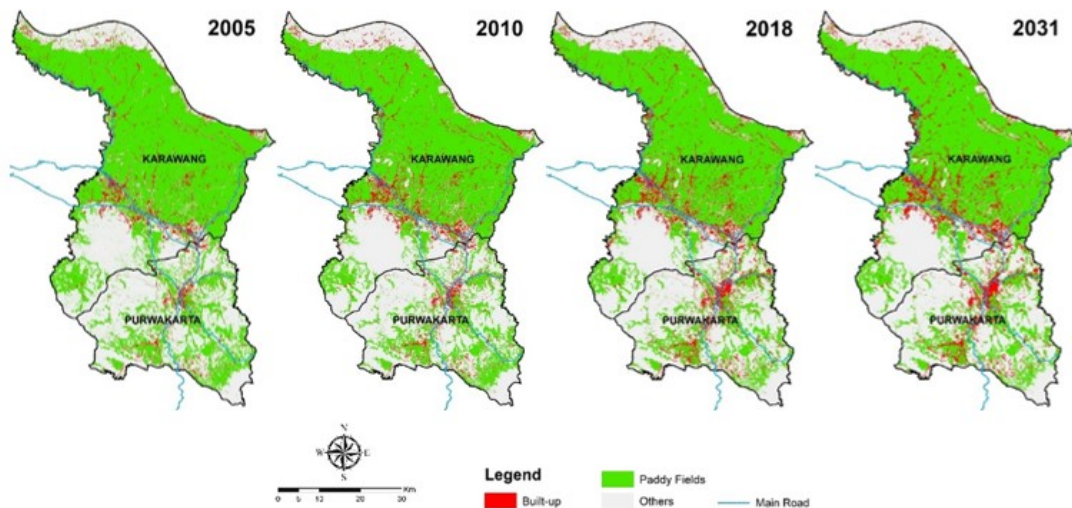 2005
2010
2018
2031
KARAWANG
KARAWANG
KARAWANG
KARAWANG
PURWAKARTA
PURWAKARTA
PURWAKARTA
PURWAKARTA
N
W E
S
0 5 10 20 30
Km
Legend
Built-up
Paddy Fields
Others
Main Road